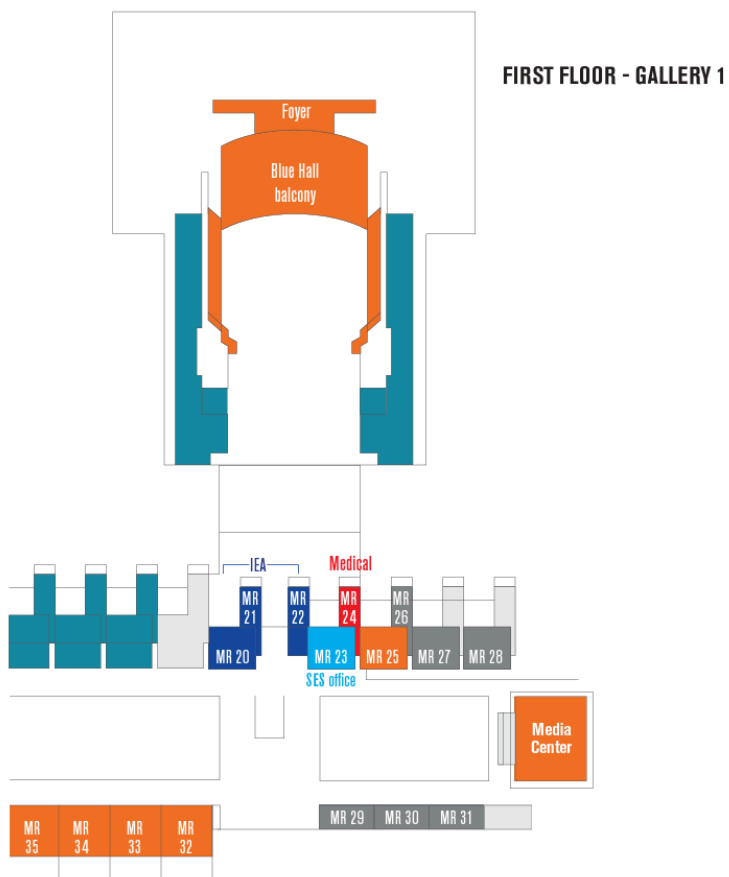 FIRST FLOOR - GALLERY 1
Foyer
Blue Hall
balcony
IEA
Medical
MR
21
MR
22
MR
24
MR
26
MR 20
MR 23
MR 25
MR 27
MR 28
SES office
Media
Center
MR
35
MR
34
MR
33
MR
32
MR 29
MR 30
MR 31